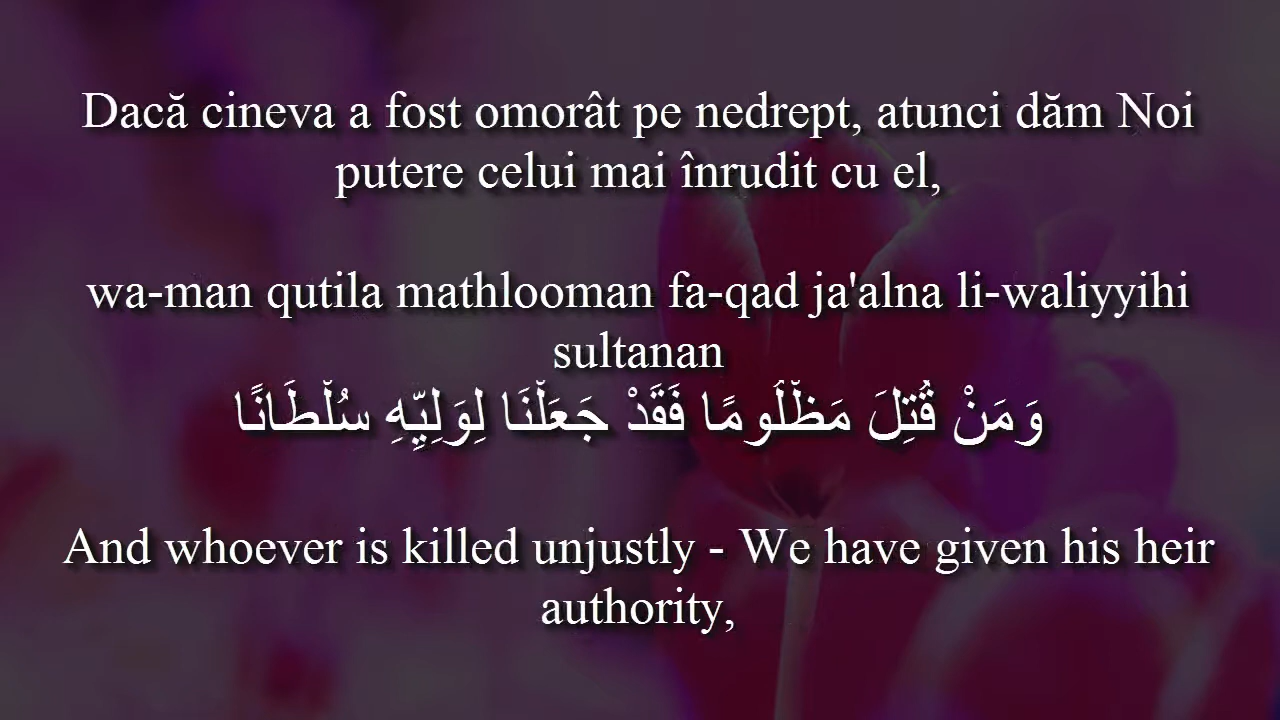 Dacă cineva a fost omorât pe nedrept, atunci dăm Noi
putere celui mai înrudit cu el,
wa-man qutila mathlooman fa-qad ja'alna li-waliyyihi
sultanan
وَمَنْ قُتِلَ مَظْلُومًا فَقَدْ جَعَلْنَا لِوَلِيِّهِ سُلْطَانًا
And whoever is killed unjustly - We have given his heir
authority,